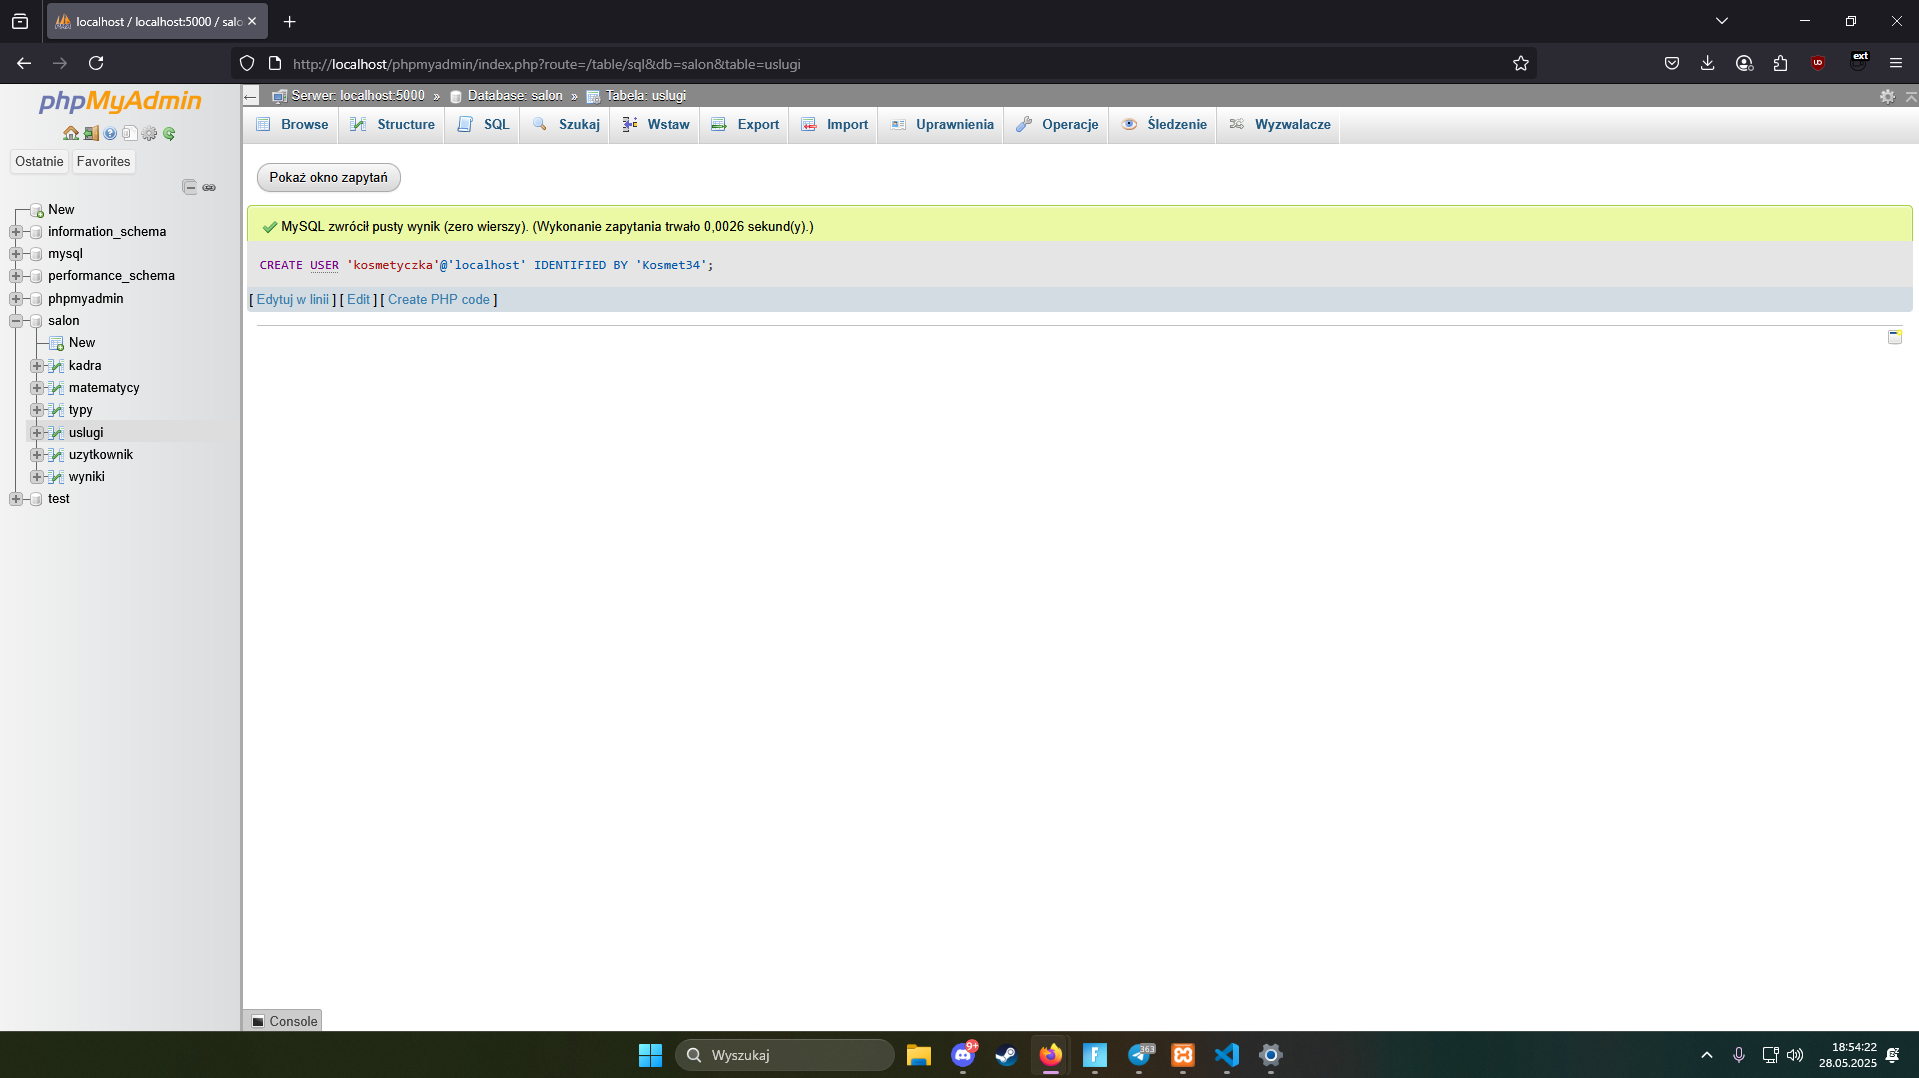 localhost / localhost:5000 / salo
http://localhost/phpmyadmin/index.php?route=/table/sql&db=salon&table=uslugi
ext
phpMyAdmin
Ostatnie Favorites
New
information_schema
mysql
performance_schema
phpmyadmin
salon
New
kadra
matematycy
typy
uslugi
uzytkownik
wyniki
test
Serwer: localhost:5000 » Database: salon » Tabela: uslugi
Browse Structure SQL Szukaj Wstaw Export Import Uprawnienia Operacje Śledzenie Wyzwalacze
Pokaż okno zapytań
MySQL zwrócił pusty wynik (zero wierszy). (Wykonanie zapytania trwało 0,0026 sekund(y).)
CREATE USER 'kosmetyczka'@'localhost' IDENTIFIED BY 'Kosmet34';
[ Edytuj w linii ] [ Edit ] [ Create PHP code ]
Console
Wyszukaj
9+
363
18:54:22
28.05.2025